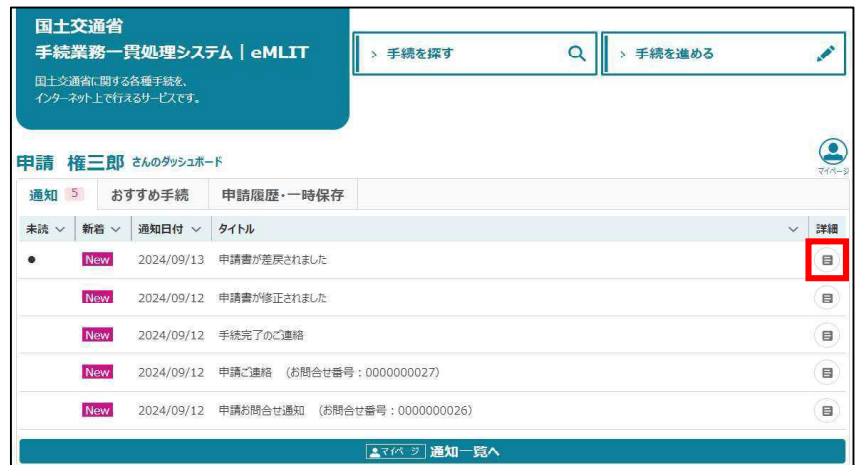 国土交通省
手続業務一貫処理システム｜eMLIT
国土交通省に関する各種手続を、
インターネット上で行えるサービスです。
> 手続を探す
> 手続を進める
申請 権三郎 さんのダッシュボード
マイページ
通知 5 おすすめ手続 申請履歴・一時保存
未読 新着 通知日付 タイトル 詳細
● New 2024/09/13 申請書が差戻されました
New 2024/09/12 申請書が修正されました
New 2024/09/12 手続完了のご連絡
New 2024/09/12 申請ご連絡 （お問合せ番号：0000000027）
New 2024/09/12 申請お問合せ通知 （お問合せ番号：0000000026）
マイページ 通知一覧へ